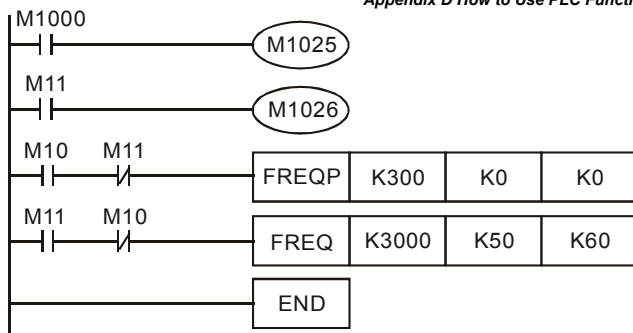 Appendix D How to Use PLC Functi
M1000
M1025
M11
M1026
M10 M11
FREQP K300 K0 K0
M11 M10
FREQ K3000 K50 K60
END